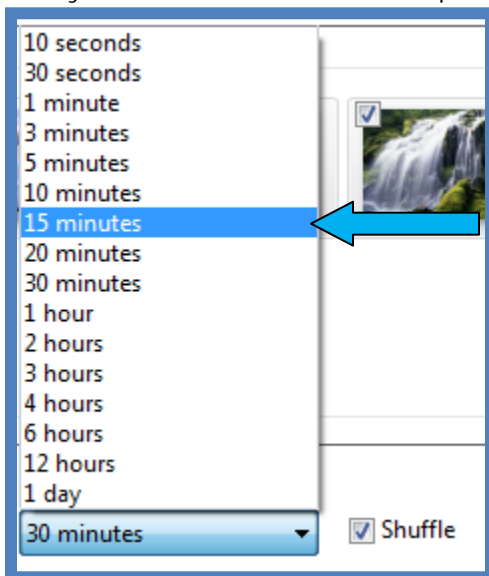 10 seconds
30 seconds
1 minute
3 minutes
5 minutes
10 minutes
15 minutes
20 minutes
30 minutes
1 hour
2 hours
3 hours
4 hours
6 hours
12 hours
1 day
30 minutes
Shuffle